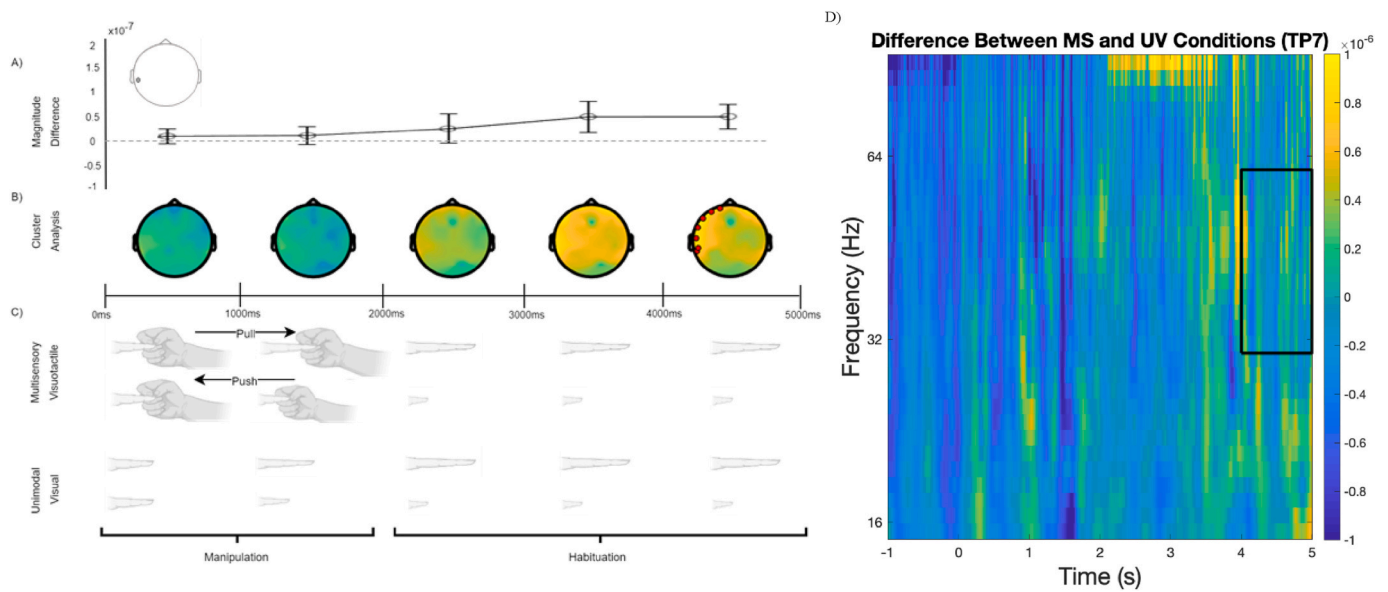 A)
x10⁻⁷
2
1.5
1
0.5
0
-0.5
-1
Magnitude
Difference
B)
Cluster
Analysis
0ms
1000ms
2000ms
3000ms
4000ms
5000ms
C)
Multisensory
Visuotactile
Pull
Push
Unimodal
Visual
Manipulation
Habituation
D)
Difference Between MS and UV Conditions (TP7)
×10⁻⁶
Frequency (Hz)
64
32
16
-1
0
1
2
3
4
5
Time (s)
1
0.8
0.6
0.4
0.2
0
-0.2
-0.4
-0.6
-0.8
-1